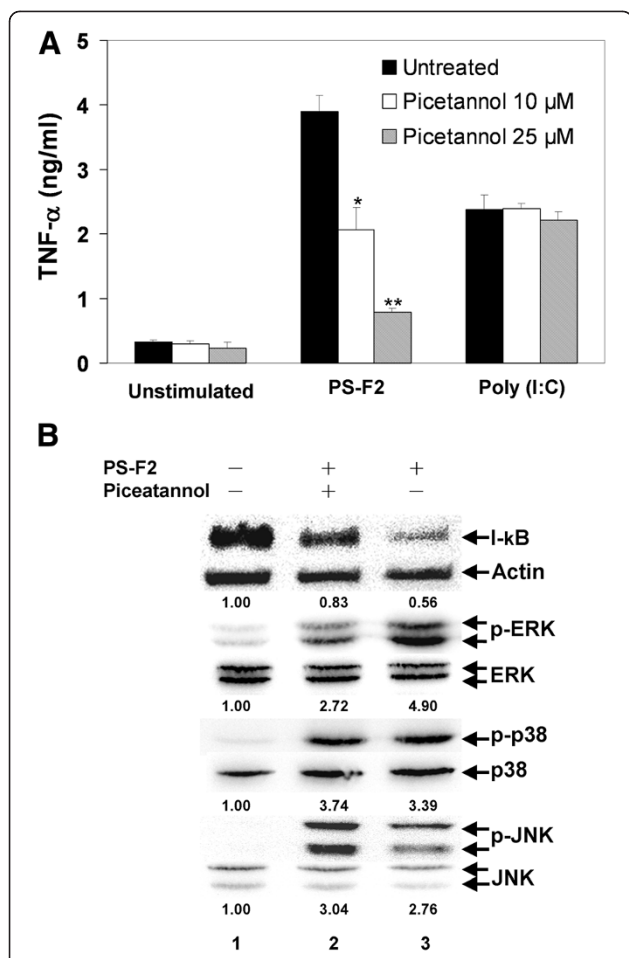 A
TNF-α (ng/ml)
5
4
3
2
1
0
Untreated
Picetannol 10 µM
Picetannol 25 µM
*
**
Unstimulated
PS-F2
Poly (I:C)
B
PS-F2 − + +
Piceatannol − + −
I-κB
Actin
1.00 0.83 0.56
p-ERK
ERK
1.00 2.72 4.90
p-p38
p38
1.00 3.74 3.39
p-JNK
JNK
1.00 3.04 2.76
1 2 3